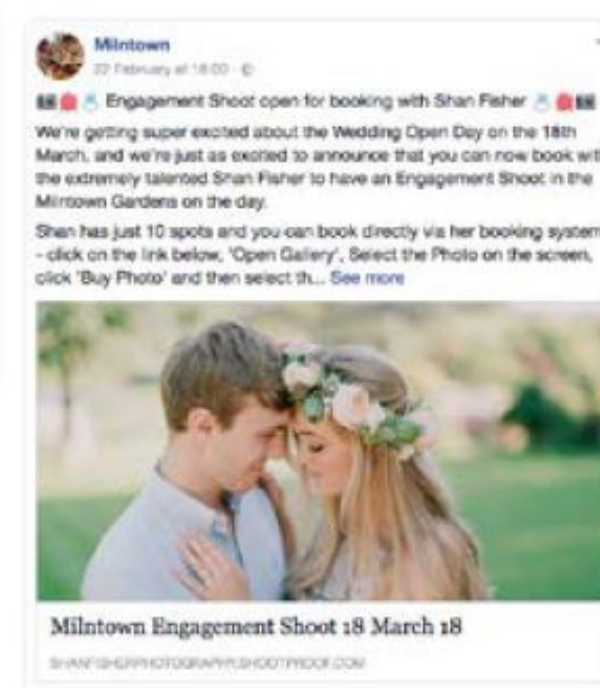 Milntown
22 February at 18:00
Engagement Shoot open for booking with Shan Fisher
We're getting super excited about the Wedding Open Day on the 18th
March, and we're just as excited to announce that you can now book wit
the extremely talented Shan Fisher to have an Engagement Shoot in the
Milntown Gardens on the day.
Shan has just 10 spots and you can book directly via her booking system
- click on the link below, 'Open Gallery', Select the Photo on the screen,
click 'Buy Photo' and then select th... See more
Milntown Engagement Shoot 18 March 18
SHANFISHERPHOTOGRAPHY.SHOOTPROOF.COM